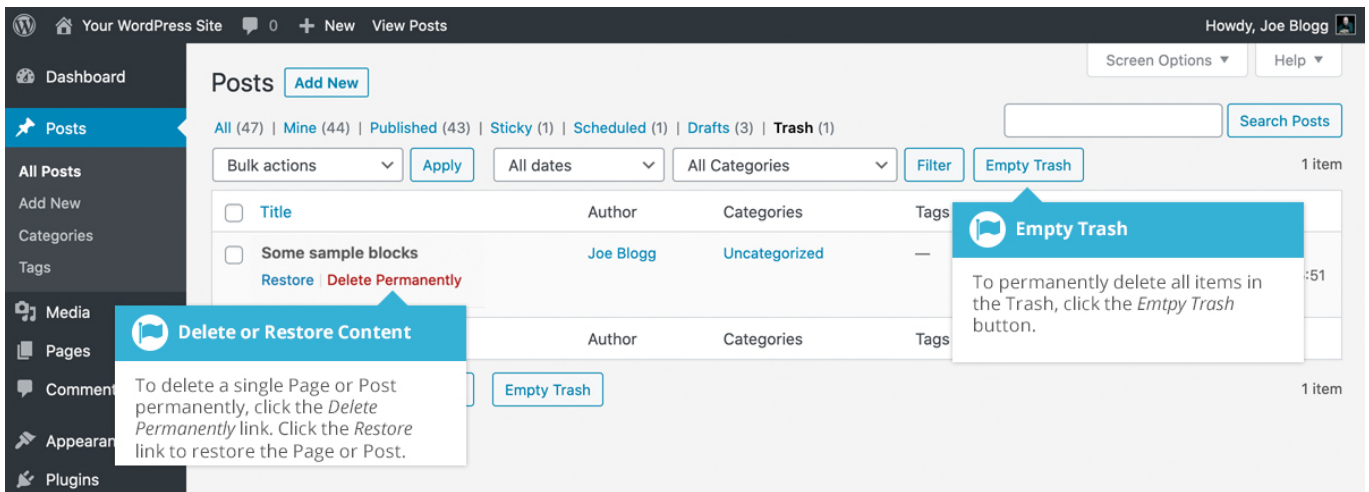 Your WordPress Site 0 New View Posts Howdy, Joe Blogg
Dashboard
Posts
All Posts
Add New
Categories
Tags
Media
Pages
Comment
Appearan
Plugins
Screen Options Help
Posts Add New
All (47) | Mine (44) | Published (43) | Sticky (1) | Scheduled (1) | Drafts (3) | Trash (1)
Search Posts
Bulk actions Apply All dates All Categories Filter Empty Trash 1 item
Title Author Categories Tags
Some sample blocks Joe Blogg Uncategorized —
Restore | Delete Permanently
:51
Empty Trash
To permanently delete all items in
the Trash, click the Emtpy Trash
button.
Delete or Restore Content
To delete a single Page or Post
permanently, click the Delete
Permanently link. Click the Restore
link to restore the Page or Post.
Author Categories Tags
Empty Trash 1 item